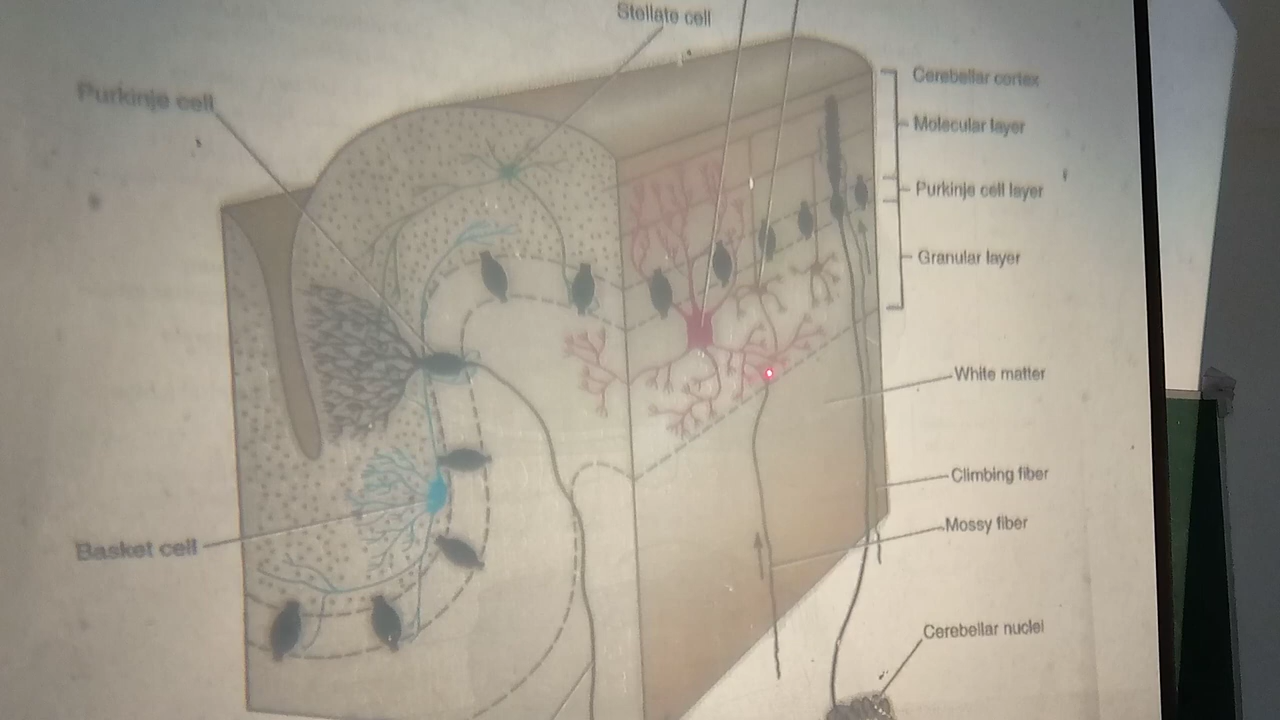 Stellate cell
Purkinje cell
Cerebellar cortex
Molecular layer
Purkinje cell layer
Granular layer
White matter
Climbing fiber
Mossy fiber
Basket cell
Cerebellar nuclei